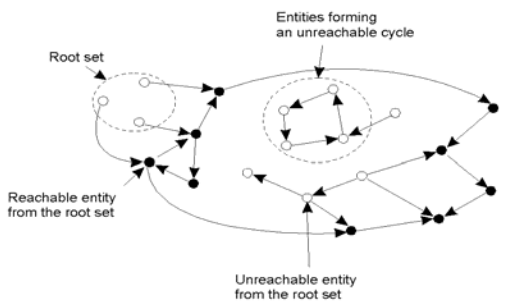 Entities forming
an unreachable cycle
Root set
Reachable entity
from the root set
Unreachable entity
from the root set